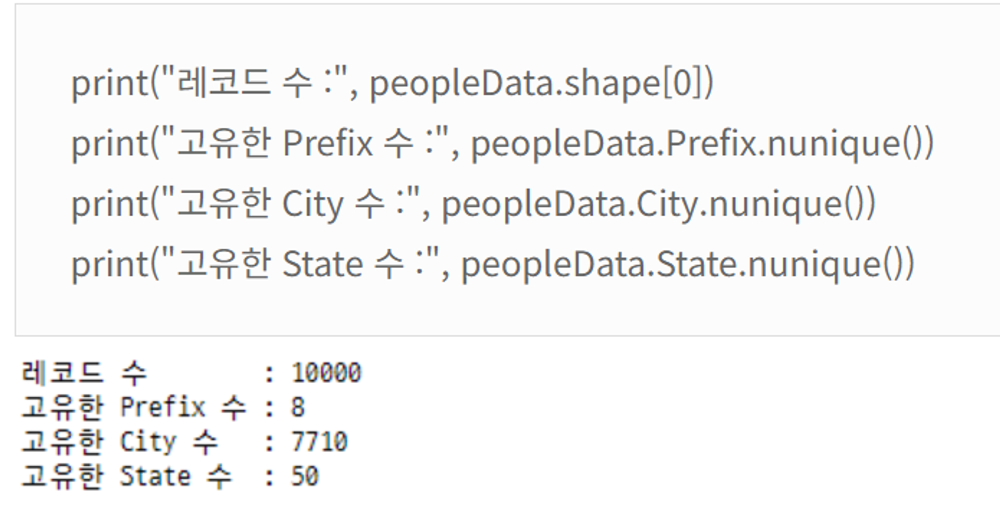 print("레코드 수 :", peopleData.shape[0])
print("고유한 Prefix 수 :", peopleData.Prefix.nunique())
print("고유한 City 수 :", peopleData.City.nunique())
print("고유한 State 수 :", peopleData.State.nunique())
레코드 수 : 10000
고유한 Prefix 수 : 8
고유한 City 수 : 7710
고유한 State 수 : 50